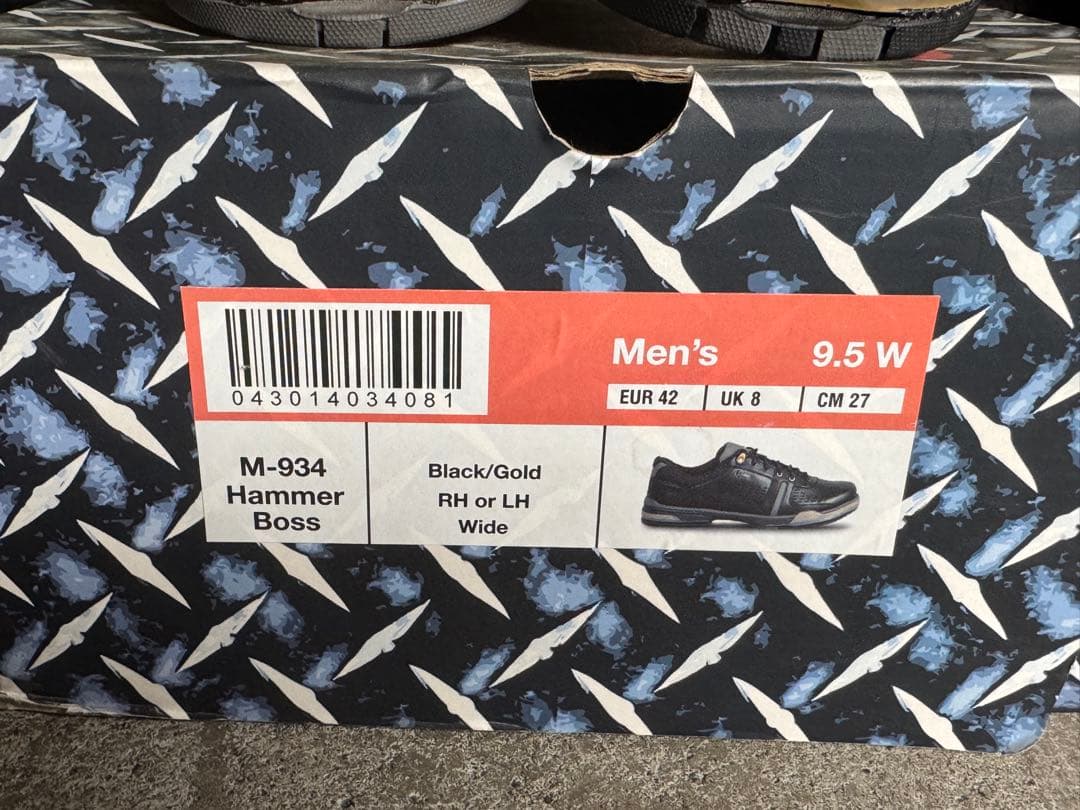 043014034081
Men's 9.5 W
EUR 42 UK 8 CM 27
M-934
Hammer
Boss
Black/Gold
RH or LH
Wide